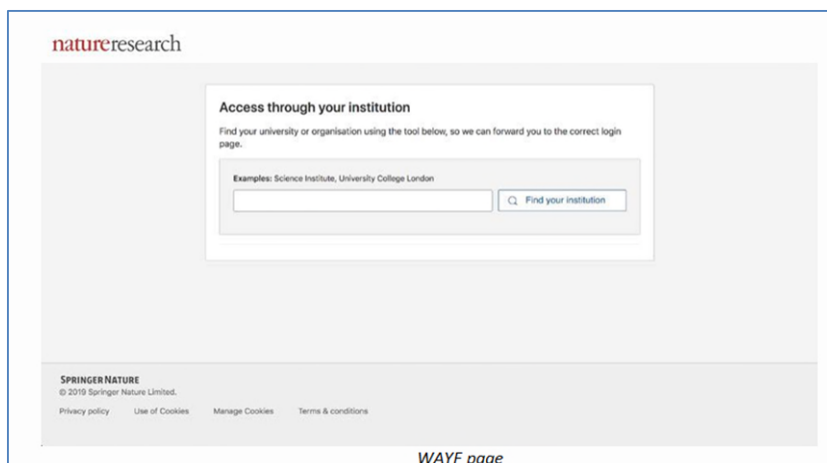 natureresearch
Access through your institution
Find your university or organisation using the tool below, so we can forward you to the correct login
page.
Examples: Science Institute, University College London
Find your institution
SPRINGER NATURE
© 2019 Springer Nature Limited.
Privacy policy Use of Cookies Manage Cookies Terms & conditions
WAYF page